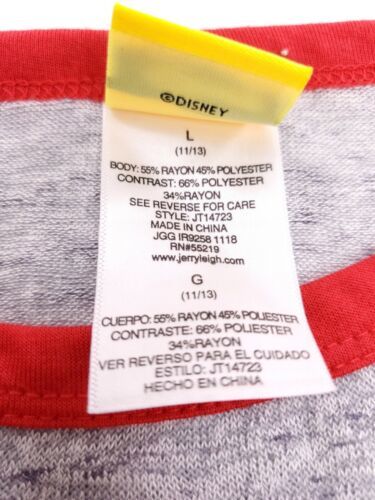 ©DISNEY
L
(11/13)
BODY: 55% RAYON 45% POLYESTER
CONTRAST: 66% POLYESTER
34%RAYON
SEE REVERSE FOR CARE
STYLE: JT14723
MADE IN CHINA
JGG IR9258 1118
RN#55219
www.jerryleigh.com
G
(11/13)
CUERPO: 55% RAYON 45% POLIESTER
CONTRASTE: 66% POLIESTER
34%RAYON
VER REVERSO PARA EL CUIDADO
ESTILO: JT14723
HECHO EN CHINA